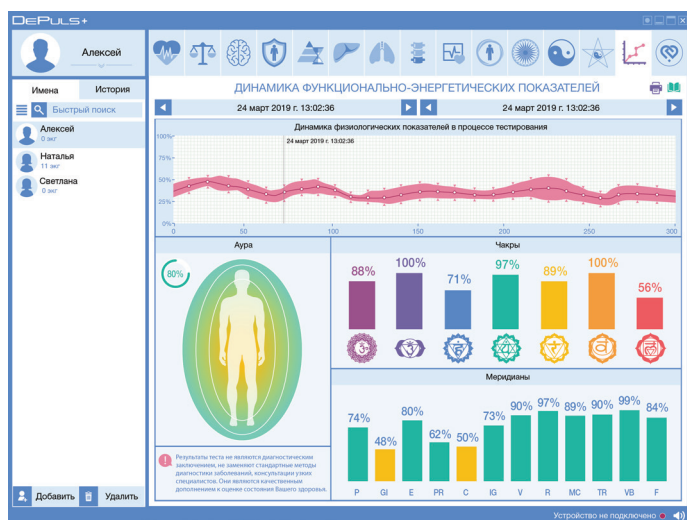 DEPULS+
Алексей
Имена
История
Быстрый поиск
Алексей
0 экг
Наталья
11 экг
Светлана
0 экг
Добавить
Удалить
ДИНАМИКА ФУНКЦИОНАЛЬНО-ЭНЕРГЕТИЧЕСКИХ ПОКАЗАТЕЛЕЙ
24 март 2019 г. 13:02:36
24 март 2019 г. 13:02:36
Динамика физиологических показателей в процессе тестирования
24 март 2019 г. 13:02:36
100%
75%
50%
25%
0%
0 50 100 150 200 250 300
Аура
80%
Результаты теста не являются диагностическим
заключением, не заменяют стандартные методы
диагностика заболеваний, консультации узких
специалистов. Они являются качественным
дополнением к оценке состояния Вашего здоровья.
Чакры
88% 100% 71% 97% 89% 100% 56%
Меридианы
74% 48% 80% 62% 50% 73% 90% 97% 89% 90% 99% 84%
P GI E PR C IG V R MC TR VB F
Устройство не подключено